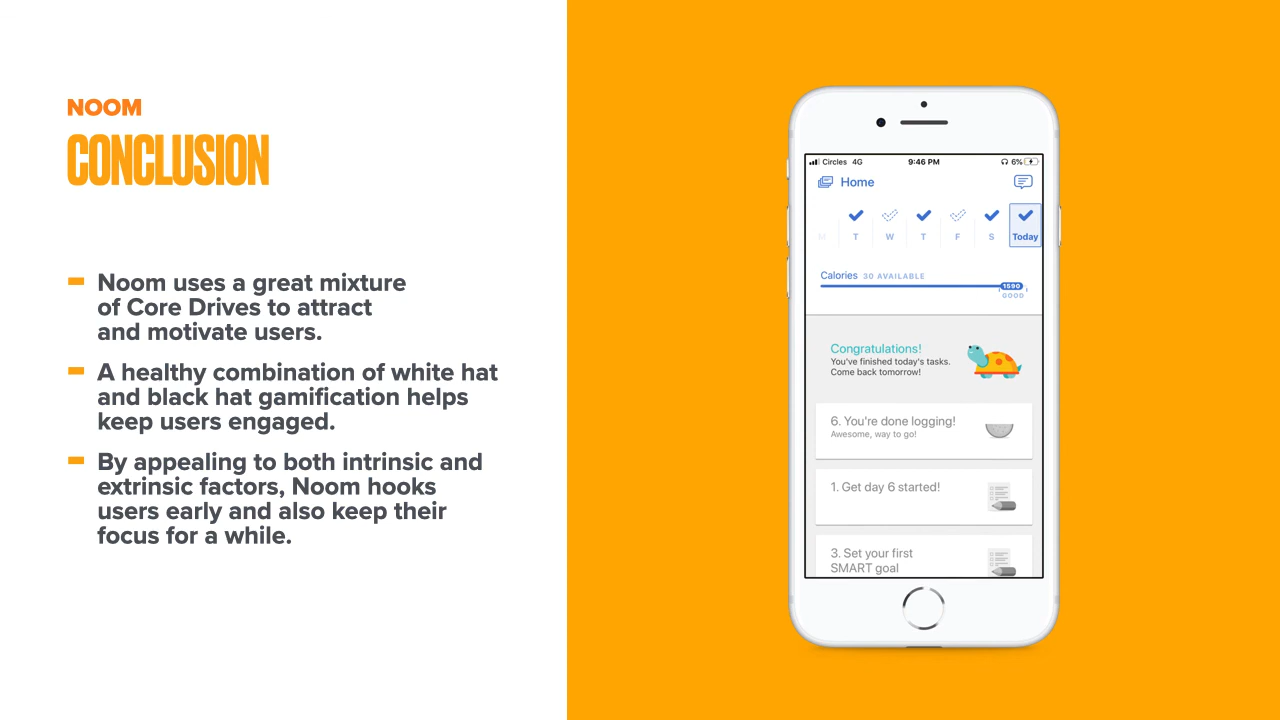 NOOM
CONCLUSION
Noom uses a great mixture
of Core Drives to attract
and motivate users.
A healthy combination of white hat
and black hat gamification helps
keep users engaged.
By appealing to both intrinsic and
extrinsic factors, Noom hooks
users early and also keep their
focus for a while.
Circles 4G 9:46 PM 6%
Home
T W T F S Today
Calories 30 AVAILABLE
1590
Congratulations!
You've finished today's tasks.
Come back tomorrow!
6. You're done logging!
Awesome, way to go!
1. Get day 6 started!
3. Set your first
SMART goal